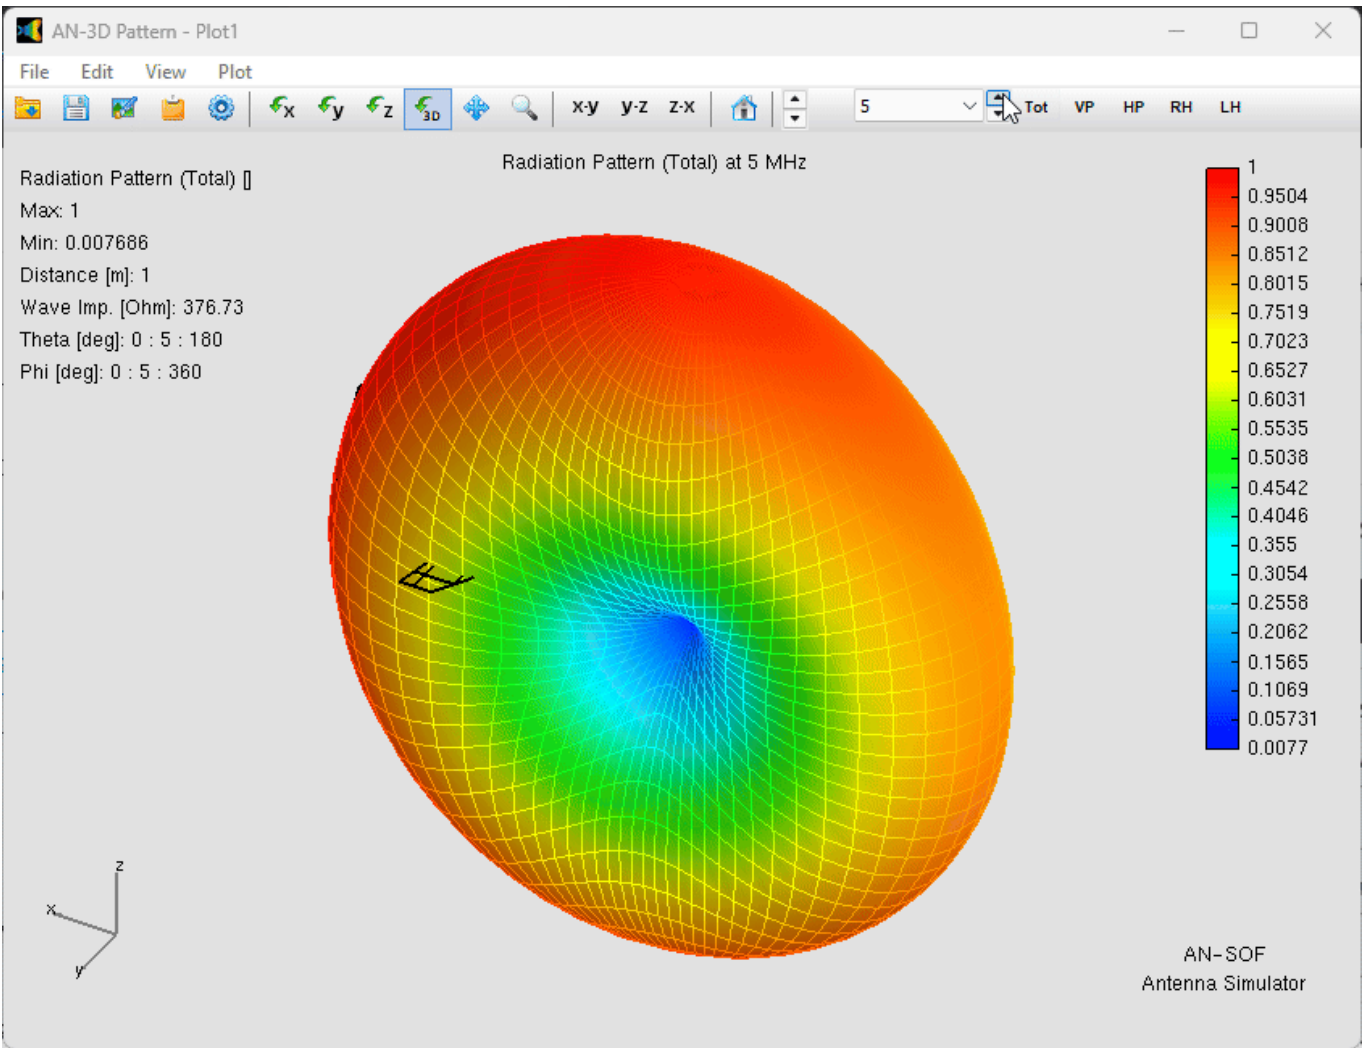 AN-3D Pattern - Plot1
File Edit View Plot
x y z 3D x-y y-z z-x 5 Tot VP HP RH LH
Radiation Pattern (Total) at 5 MHz
Radiation Pattern (Total) []
Max: 1
Min: 0.007686
Distance [m]: 1
Wave Imp. [Ohm]: 376.73
Theta [deg]: 0 : 5 : 180
Phi [deg]: 0 : 5 : 360
1
0.9504
0.9008
0.8512
0.8015
0.7519
0.7023
0.6527
0.6031
0.5535
0.5038
0.4542
0.4046
0.355
0.3054
0.2558
0.2062
0.1565
0.1069
0.05731
0.0077
z
x
y
AN-SOF
Antenna Simulator